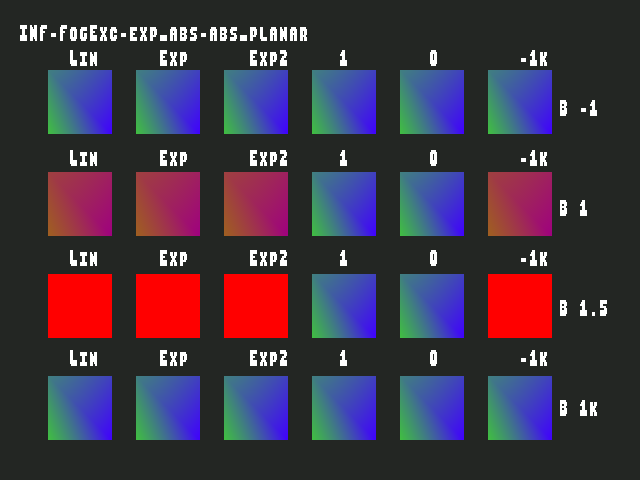 INF-FOGEXC-EXP_ABS-ABS_PLANAR
LIN EXP EXP2 1 0 -1K
B -1
LIN EXP EXP2 1 0 -1K
B 1
LIN EXP EXP2 1 0 -1K
B 1.5
LIN EXP EXP2 1 0 -1K
B 1K